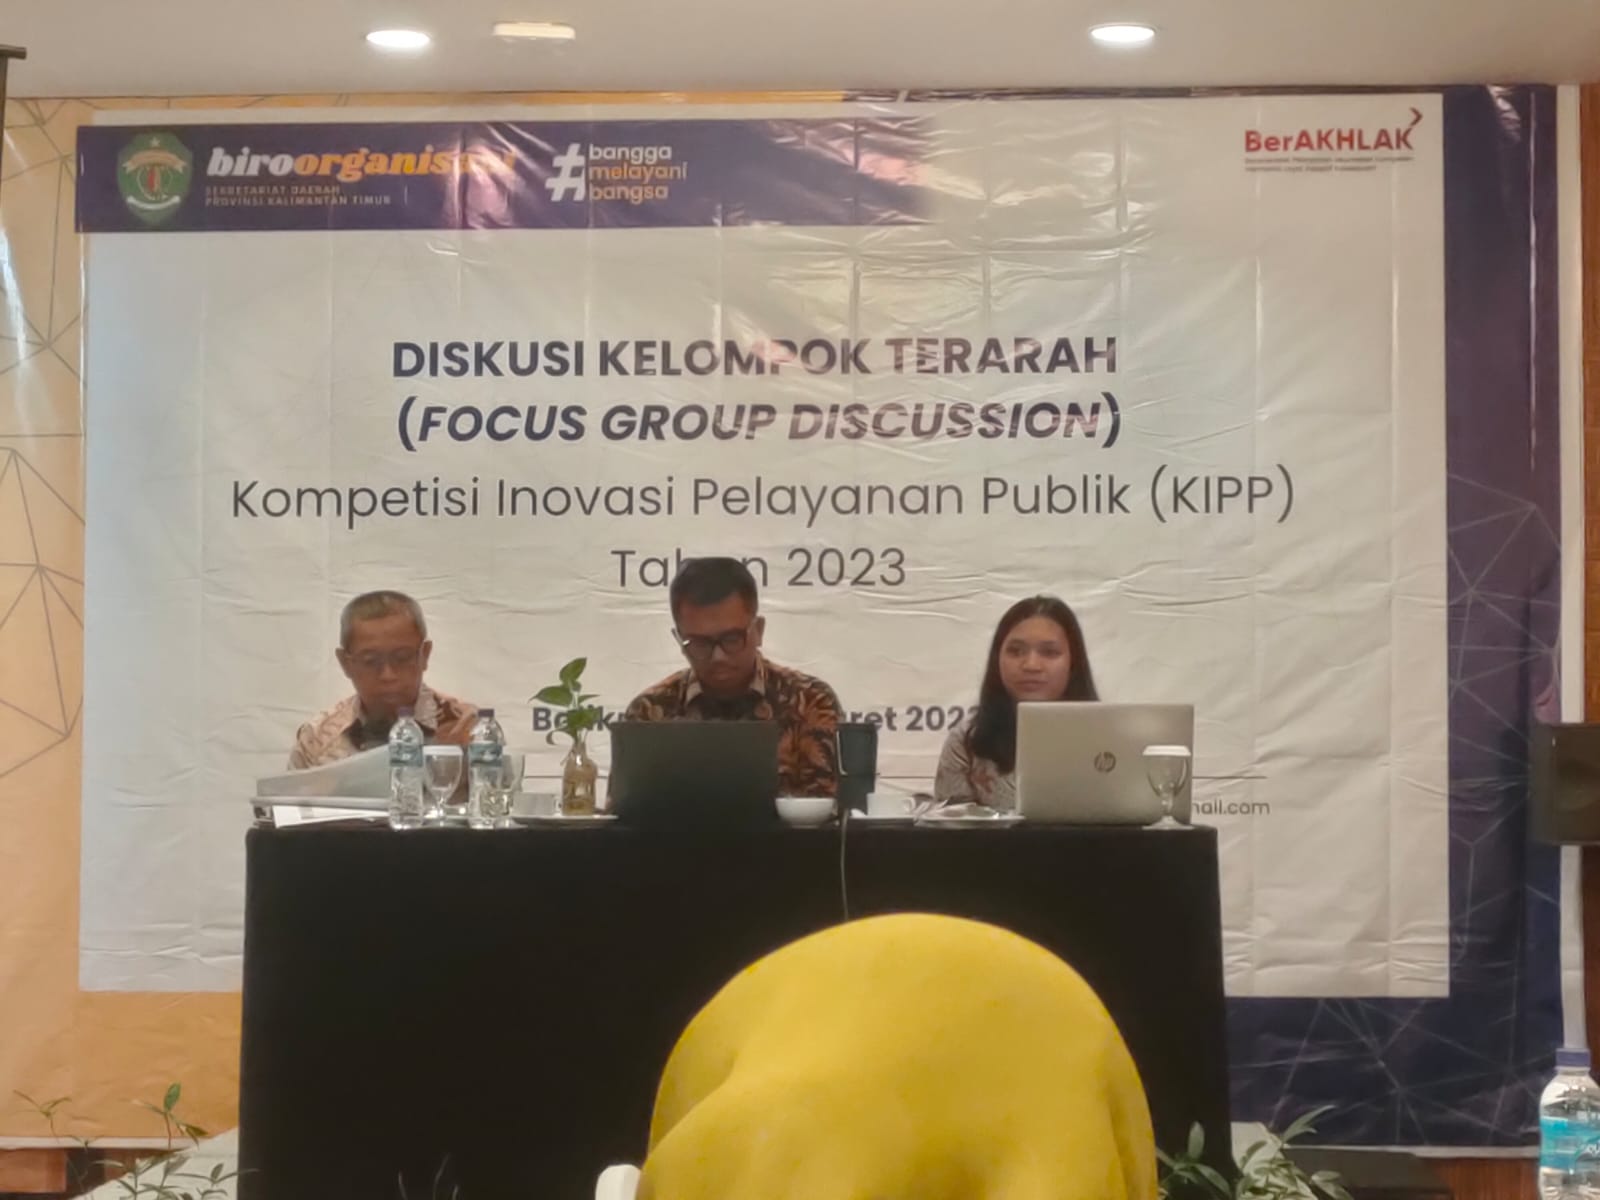 biroorganisasi
SEKRETARIAT DAERAH
PROVINSI KALIMANTAN TIMUR
#bangga
melayani
bangsa
BerAKHLAK
DISKUSI KELOMPOK TERARAH
(FOCUS GROUP DISCUSSION)
Kompetisi Inovasi Pelayanan Publik (KIPP)
Tahun 2023
hp